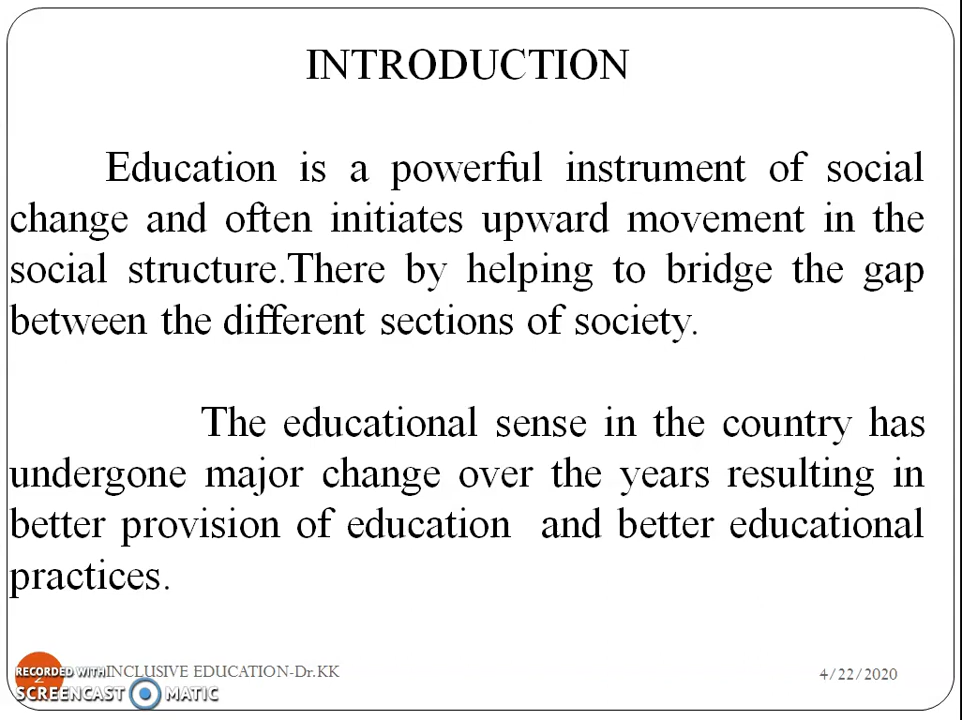 INTRODUCTION
Education is a powerful instrument of social
change and often initiates upward movement in the
social structure.There by helping to bridge the gap
between the different sections of society.
The educational sense in the country has
undergone major change over the years resulting in
better provision of education and better educational
practices.
2
INCLUSIVE EDUCATION-Dr.KK
4/22/2020
RECORDED WITH
SCREENCAST MATIC